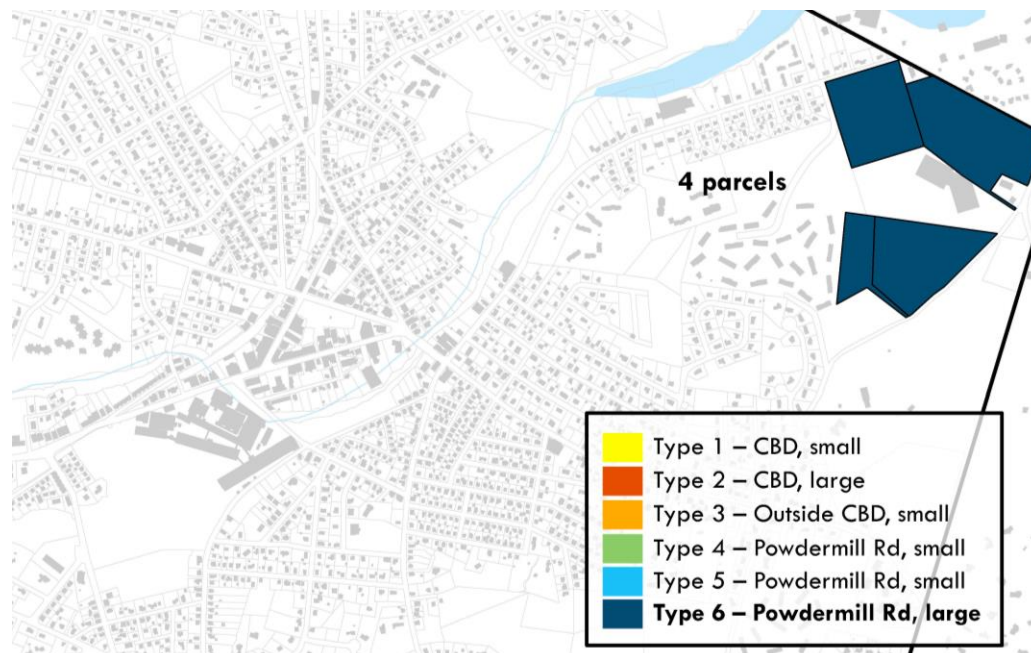 4 parcels
Type 1 – CBD, small
Type 2 – CBD, large
Type 3 – Outside CBD, small
Type 4 – Powdermill Rd, small
Type 5 – Powdermill Rd, small
Type 6 – Powdermill Rd, large